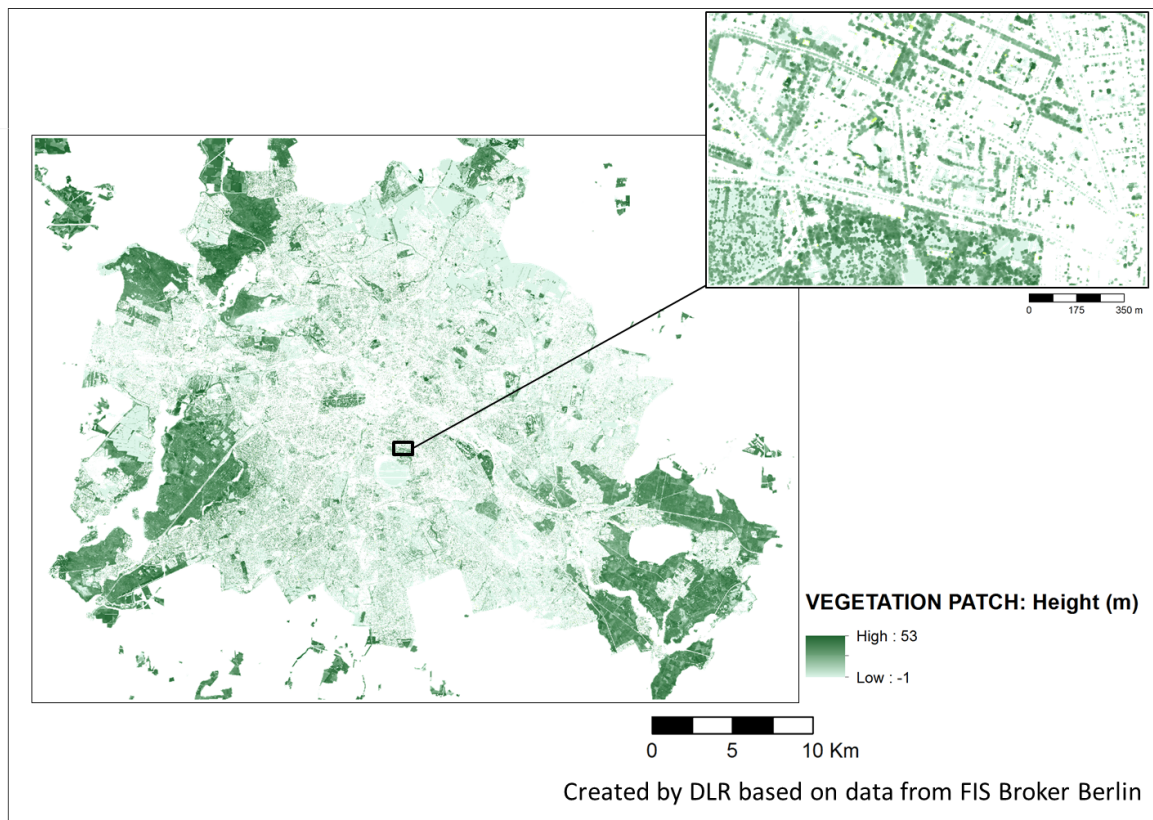 0 175 350 m
VEGETATION PATCH: Height (m)
High : 53
Low : -1
0 5 10 Km
Created by DLR based on data from FIS Broker Berlin